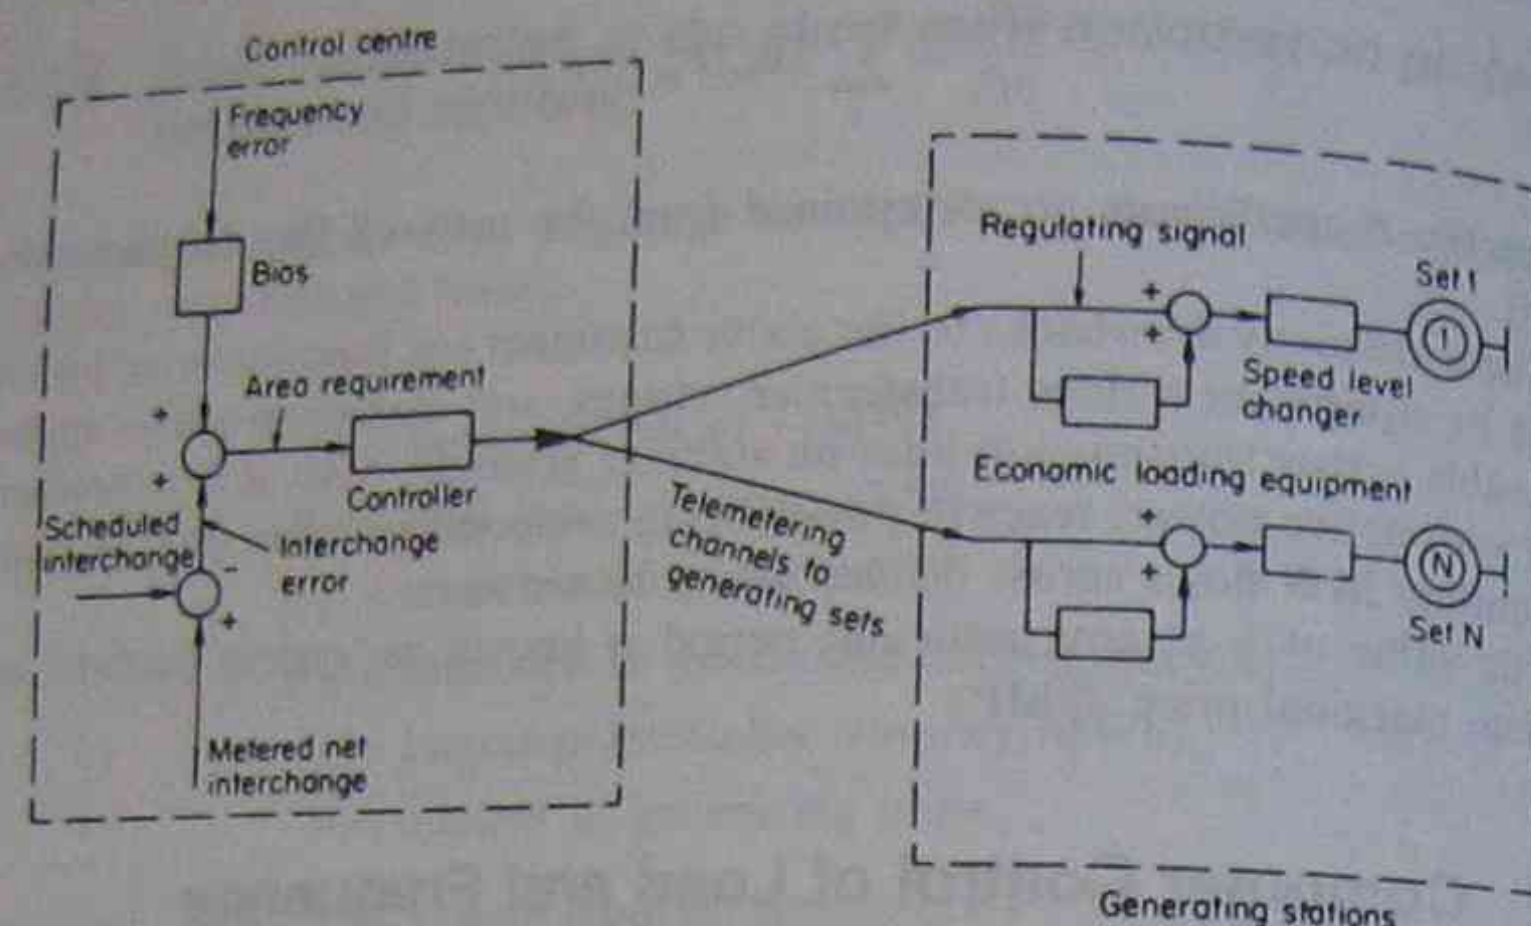 Control centre
Frequency
error
Bias
Area requirement
+
+
Controller
Scheduled
interchange
Interchange
error
-
+
Metered net
interchange
Telemetering
channels to
generating sets
Regulating signal
+
+
Set 1
1
Speed level
changer
Economic loading equipment
+
+
N
Set N
Generating stations